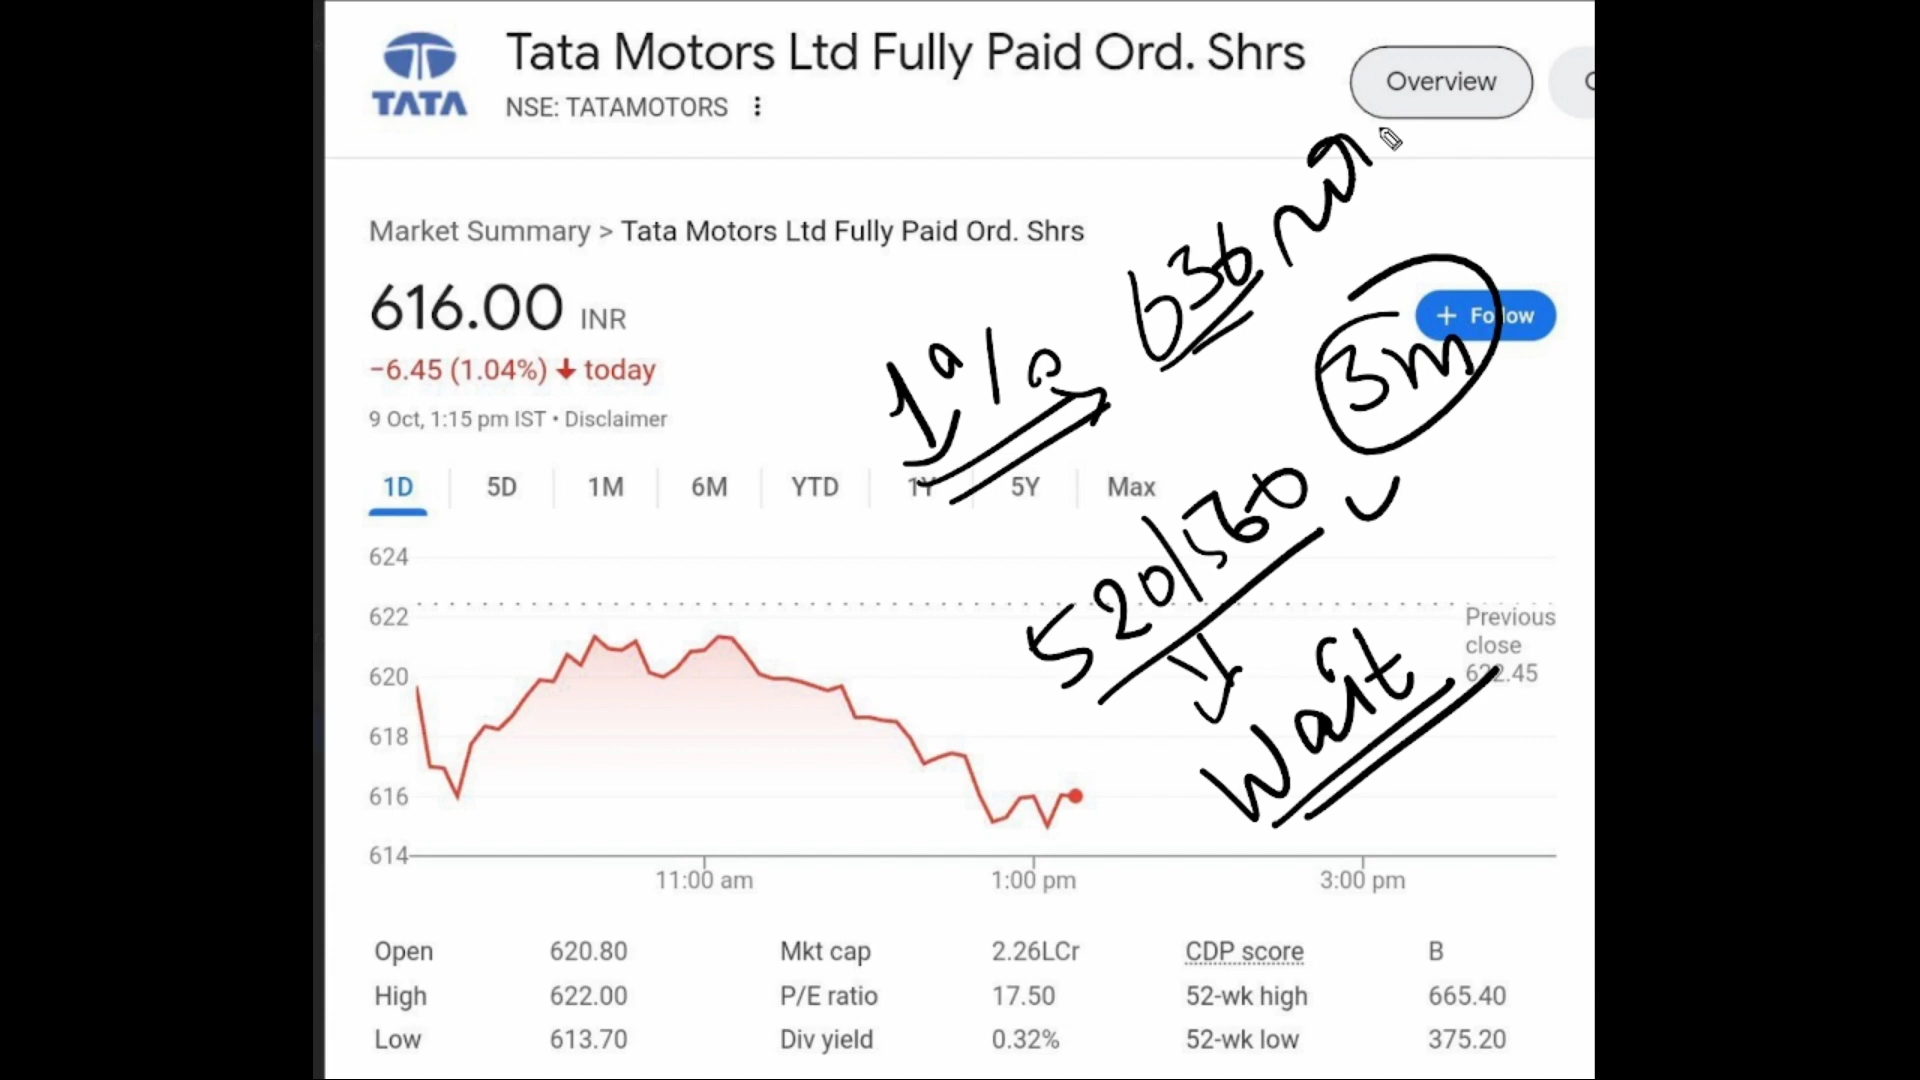 Tata Motors Ltd Fully Paid Ord. Shrs
TATA
NSE: TATAMOTORS
Overview
Market Summary > Tata Motors Ltd Fully Paid Ord. Shrs
616.00 INR
636
+ Follow
−6.45 (1.04%) ↓ today
1%
3m
9 Oct, 1:15 pm IST • Disclaimer
1D 5D 1M 6M YTD 1Y 5Y Max
520/560
Wait
624
622
620
618
616
614
Previous
close
622.45
11:00 am 1:00 pm 3:00 pm
Open 620.80 Mkt cap 2.26LCr CDP score B
High 622.00 P/E ratio 17.50 52-wk high 665.40
Low 613.70 Div yield 0.32% 52-wk low 375.20